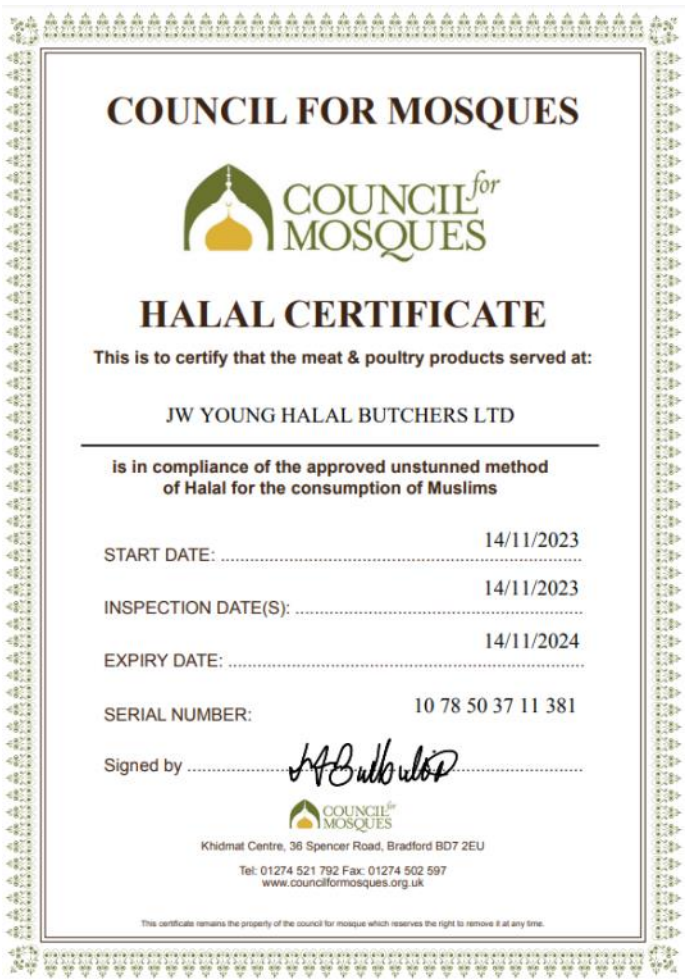 COUNCIL FOR MOSQUES
COUNCIL for
MOSQUES
HALAL CERTIFICATE
This is to certify that the meat & poultry products served at:
JW YOUNG HALAL BUTCHERS LTD
is in compliance of the approved unstunned method
of Halal for the consumption of Muslims
START DATE: ................................ 14/11/2023
INSPECTION DATE(S): ................................ 14/11/2023
EXPIRY DATE: ................................ 14/11/2024
SERIAL NUMBER: 10 78 50 37 11 381
Signed by ................................
COUNCIL for
MOSQUES
Khidmat Centre, 36 Spencer Road, Bradford BD7 2EU
Tel: 01274 521 792 Fax: 01274 502 597
www.councilformosques.org.uk
This certificate remains the property of the council for mosque which reserves the right to remove it at any time.